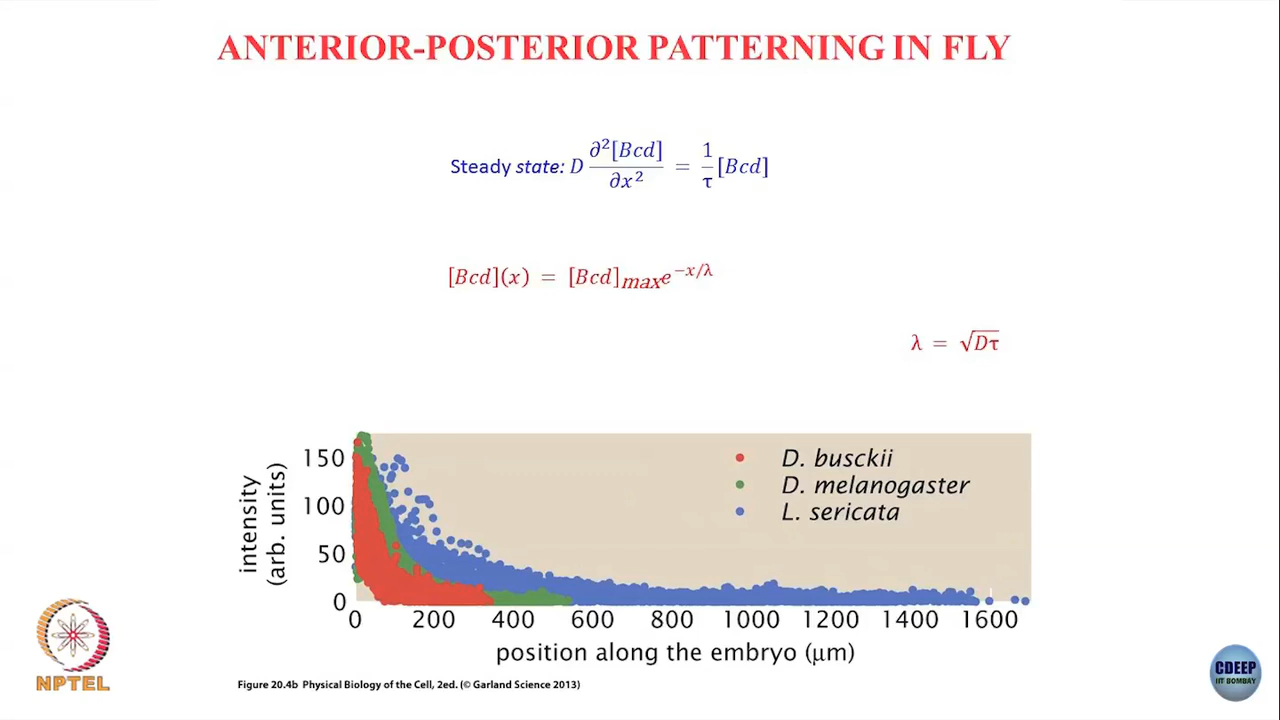 ANTERIOR-POSTERIOR PATTERNING IN FLY
Steady state: D ∂²[Bcd]/∂x² = 1/τ [Bcd]
[Bcd](x) = [Bcd]max e^(−x/λ)
λ = √Dτ
intensity
(arb. units)
150
100
50
0
D. busckii
D. melanogaster
L. sericata
0 200 400 600 800 1000 1200 1400 1600
position along the embryo (μm)
Figure 20.4b Physical Biology of the Cell, 2ed. (© Garland Science 2013)
NPTEL
CDEEP
IIT BOMBAY